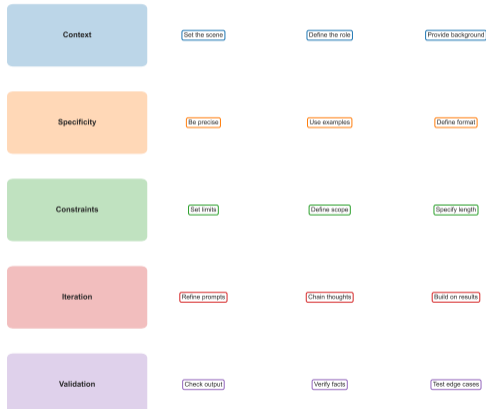 Context
Set the scene
Define the role
Provide background
Specificity
Be precise
Use examples
Define format
Constraints
Set limits
Define scope
Specify length
Iteration
Refine prompts
Chain thoughts
Build on results
Validation
Check output
Verify facts
Test edge cases